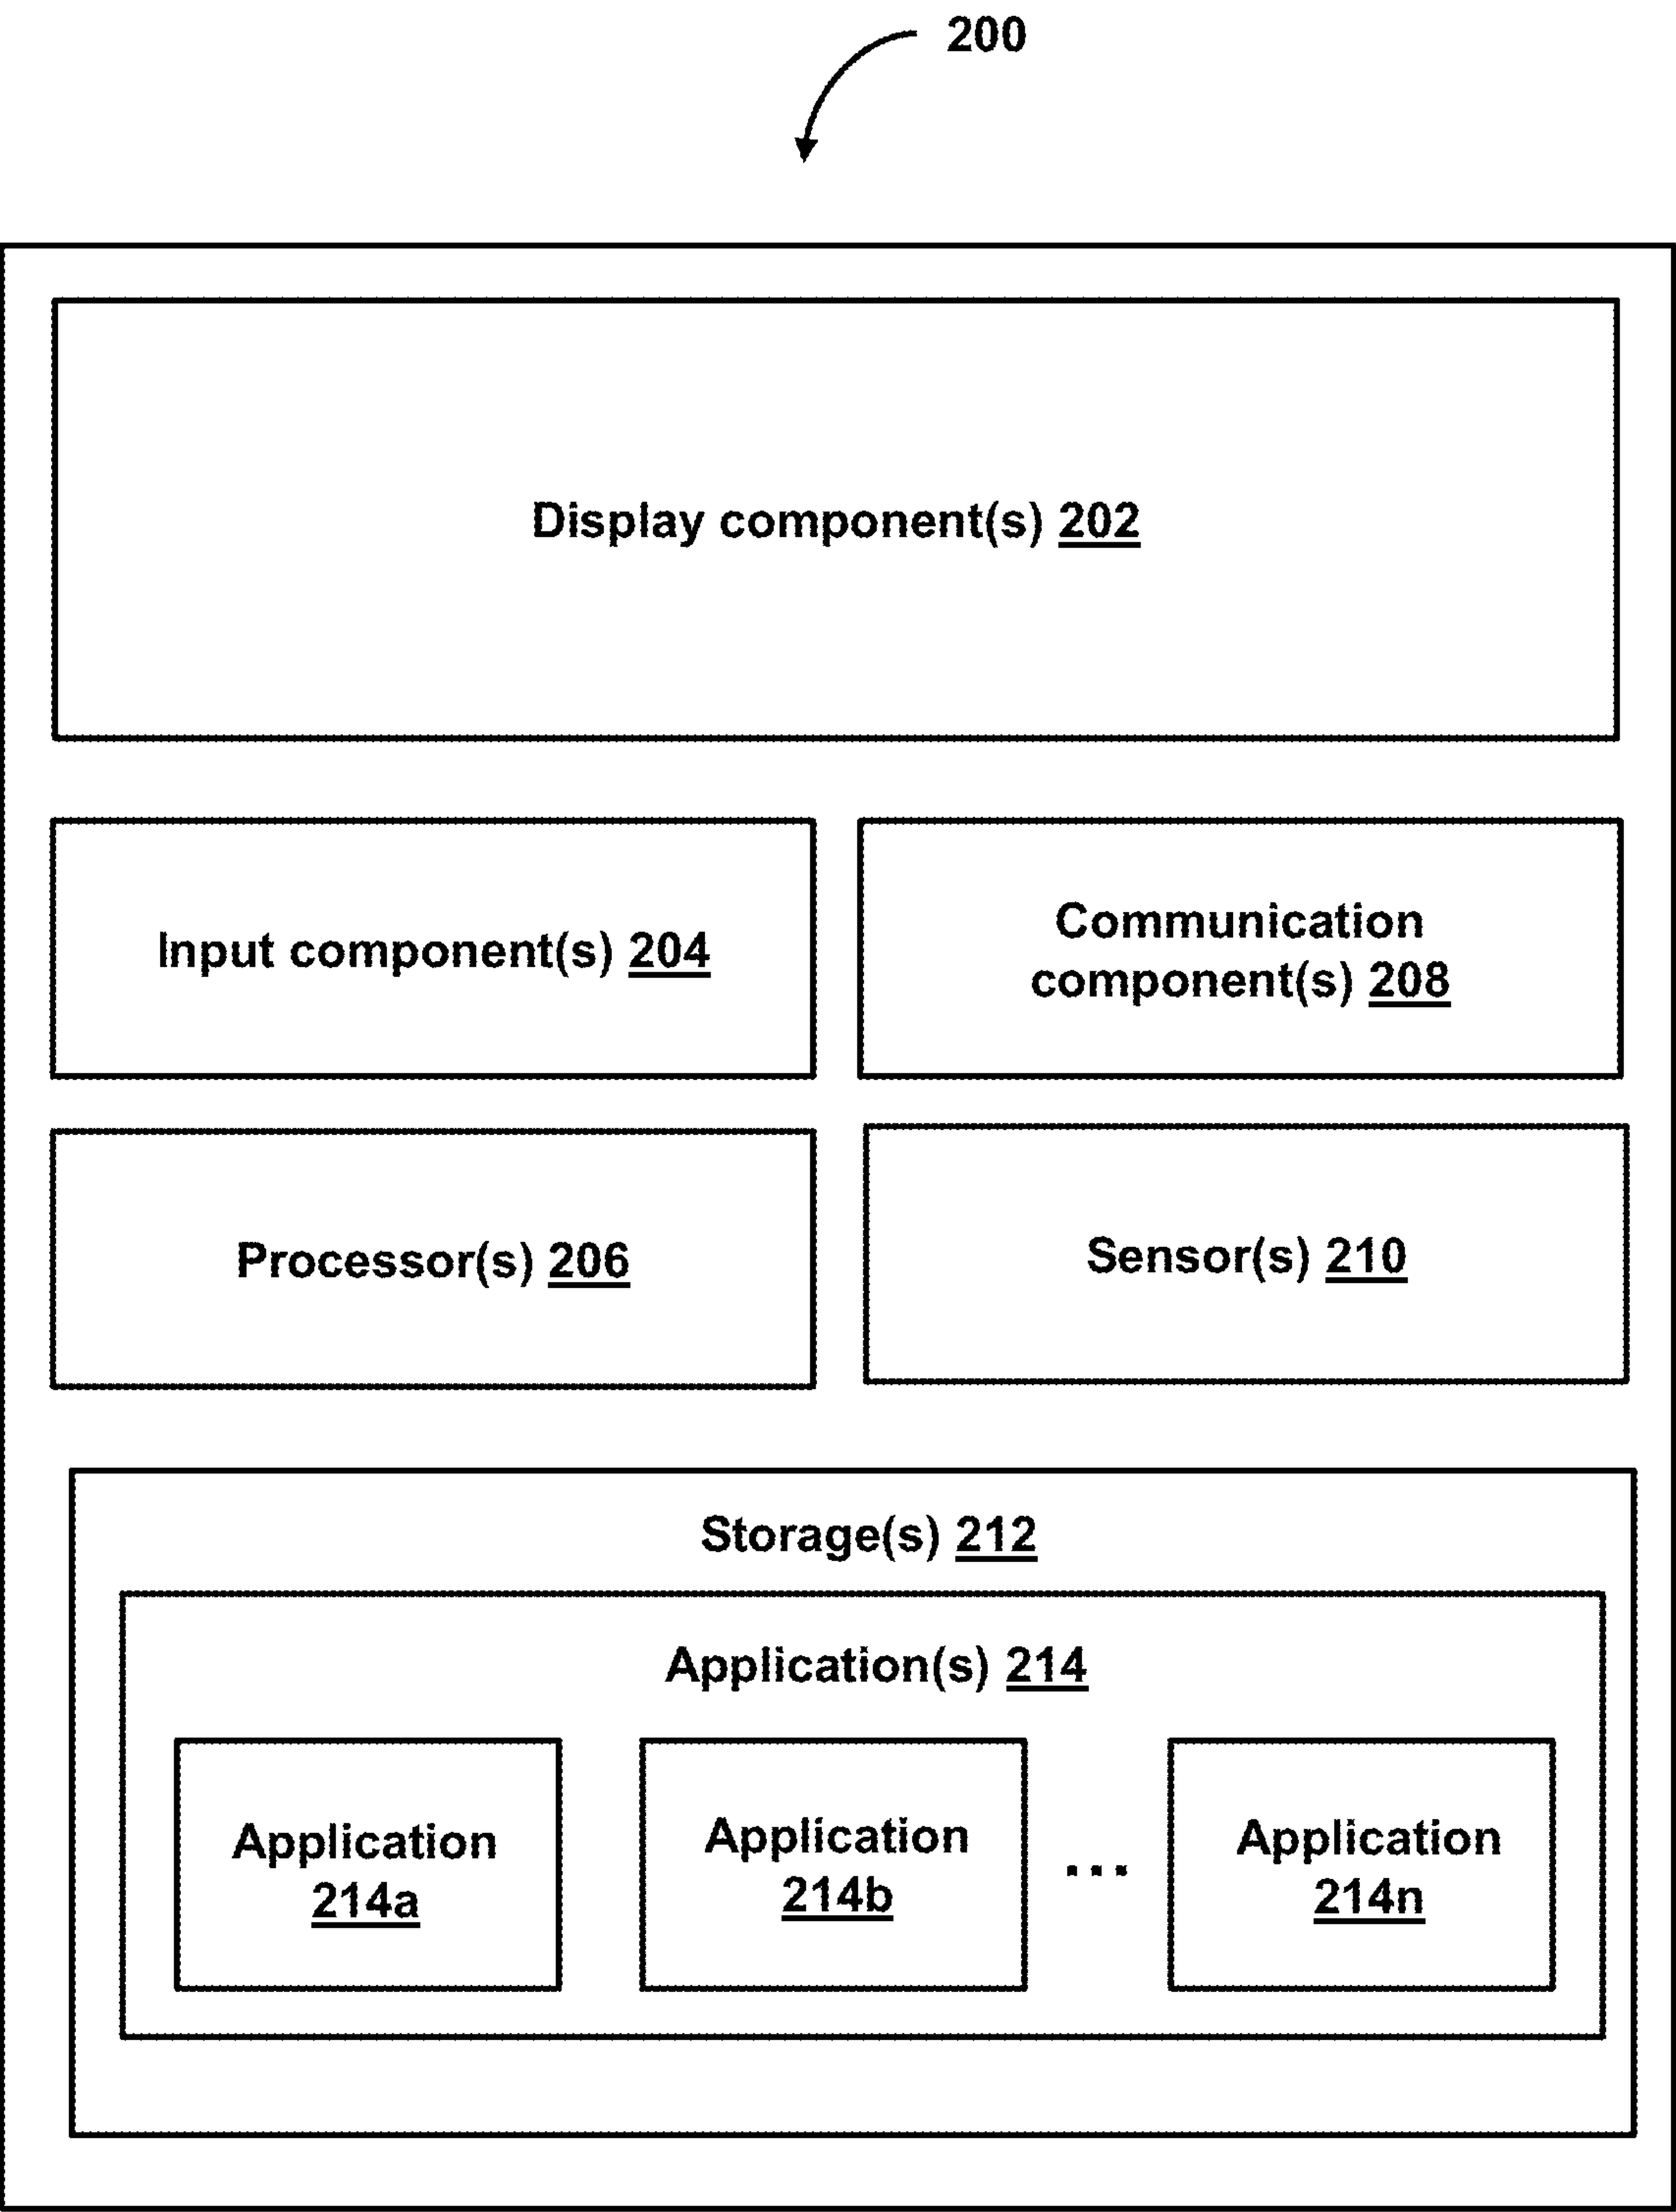 200
Display component(s) 202
Input component(s) 204
Communication
component(s) 208
Processor(s) 206
Sensor(s) 210
Storage(s) 212
Application(s) 214
Application
214a
Application
214b
...
Application
214n